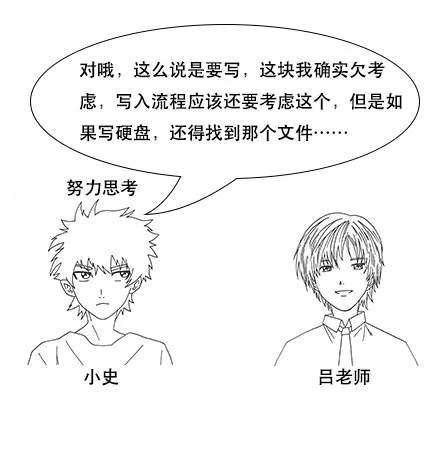 对哦，这么说是要写，这块我确实欠考
虑，写入流程应该还要考虑这个，但是如
果写硬盘，还得找到那个文件……
努力思考
小史
吕老师